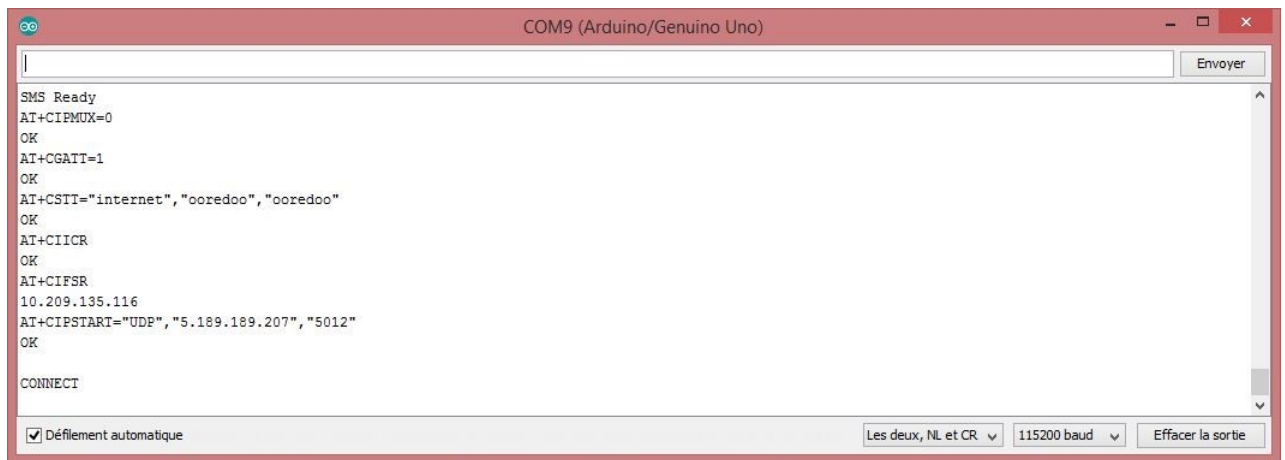 COM9 (Arduino/Genuino Uno)
Envoyer
SMS Ready
AT+CIPMUX=0
OK
AT+CGATT=1
OK
AT+CSTT="internet","ooredoo","ooredoo"
OK
AT+CIICR
OK
AT+CIFSR
10.209.135.116
AT+CIPSTART="UDP","5.189.189.207","5012"
OK
CONNECT
Défilement automatique
Les deux, NL et CR
115200 baud
Effacer la sortie